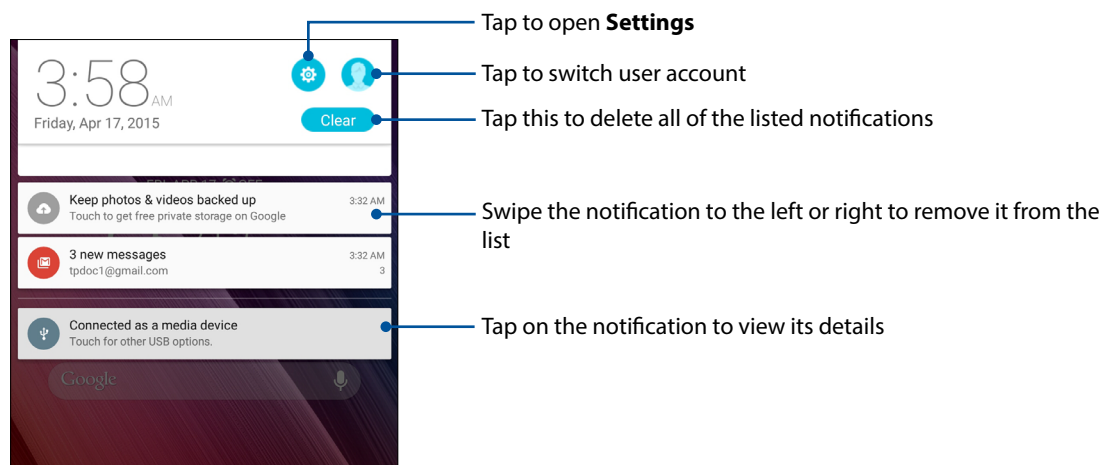 Tap to open Settings
3:58 AM
Tap to switch user account
Friday, Apr 17, 2015
Clear
Tap this to delete all of the listed notifications
Keep photos & videos backed up
3:32 AM
Touch to get free private storage on Google
Swipe the notification to the left or right to remove it from the
list
3 new messages
3:32 AM
tpdoc1@gmail.com
3
Connected as a media device
Touch for other USB options.
Tap on the notification to view its details
Google